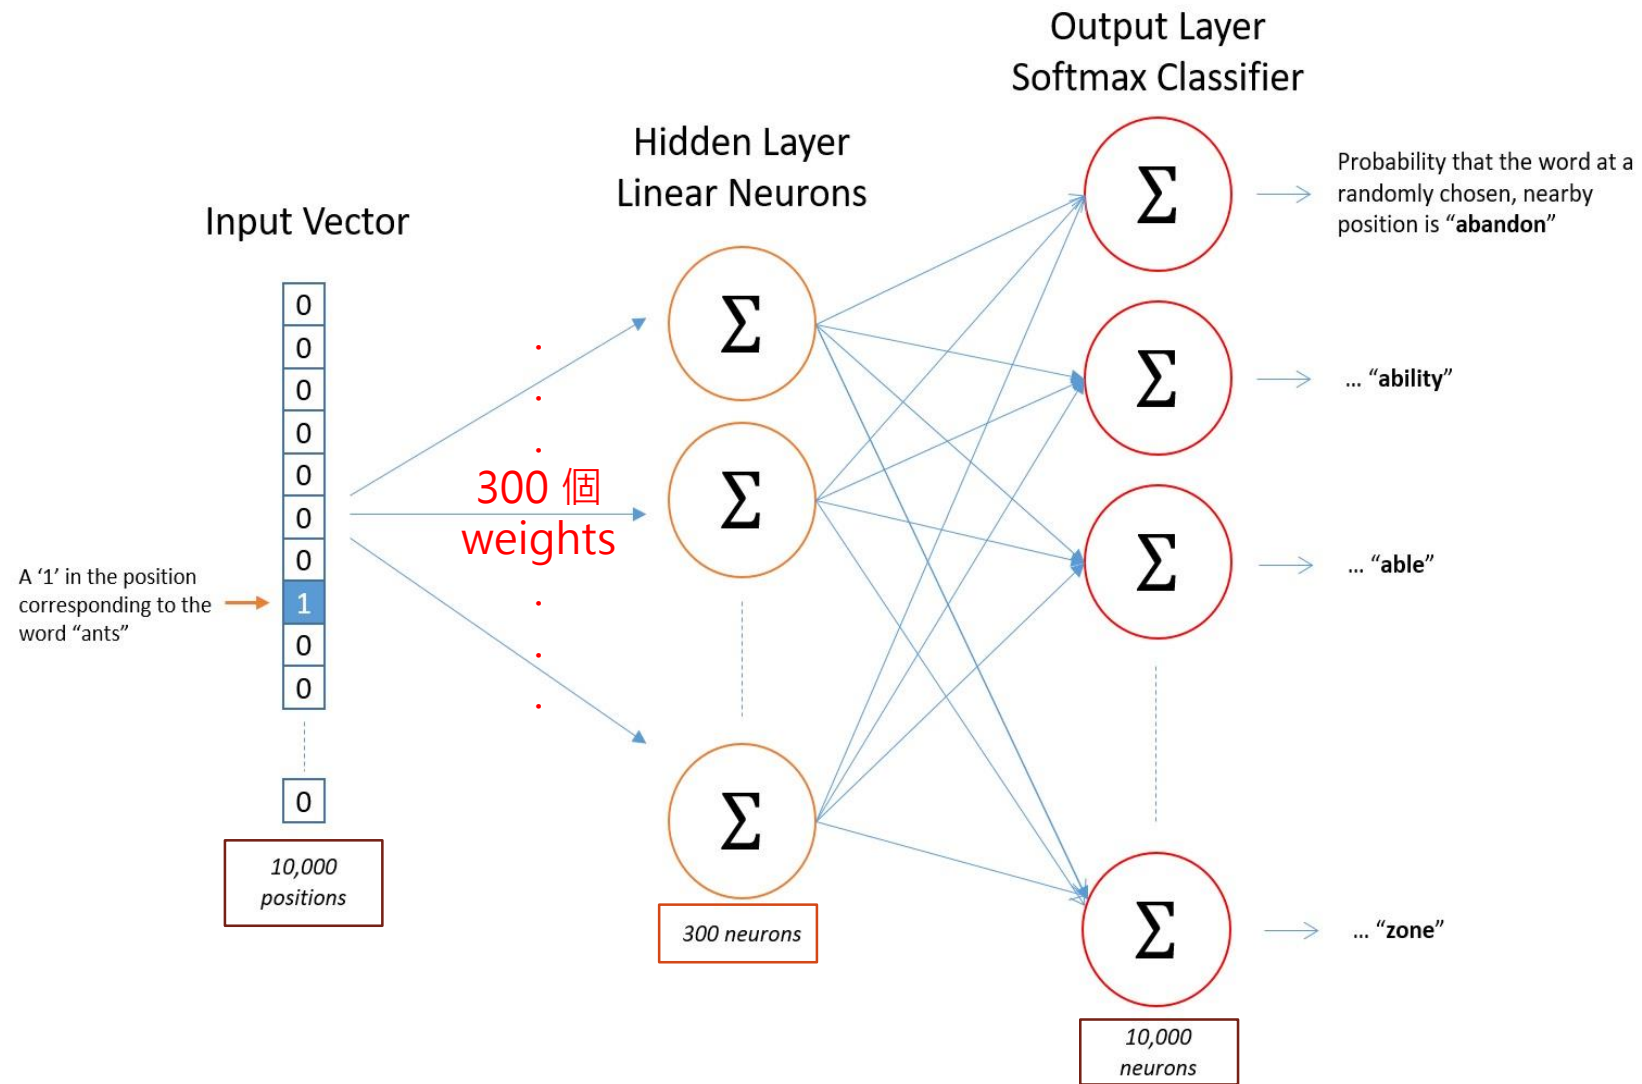 Input Vector
0
0
0
0
0
0
0
1
0
0
0
10,000
positions
A ‘1’ in the position
corresponding to the
word “ants”
300 個
weights
Hidden Layer
Linear Neurons
Σ
Σ
Σ
300 neurons
Output Layer
Softmax Classifier
Σ
Σ
Σ
Σ
10,000
neurons
Probability that the word at a
randomly chosen, nearby
position is “abandon”
... “ability”
... “able”
... “zone”